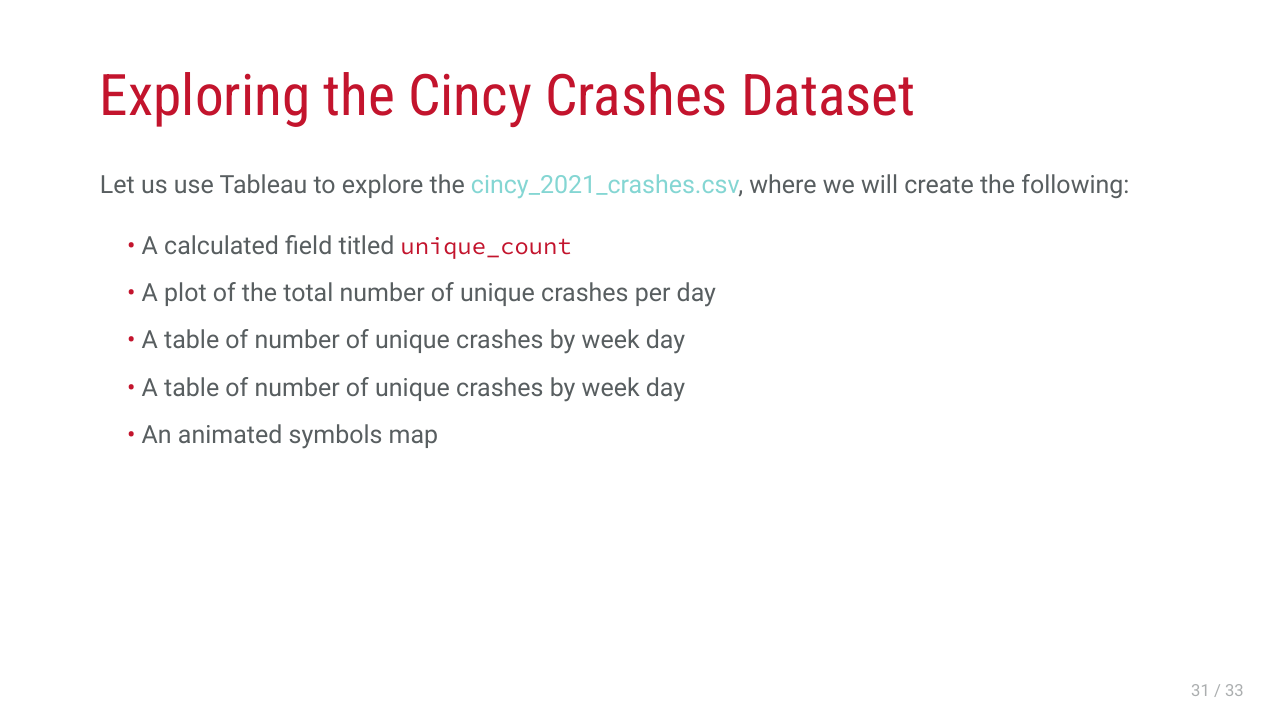 Exploring the Cincy Crashes Dataset
Let us use Tableau to explore the cincy_2021_crashes.csv, where we will create the following:
• A calculated field titled unique_count
• A plot of the total number of unique crashes per day
• A table of number of unique crashes by week day
• A table of number of unique crashes by week day
• An animated symbols map
31 / 33